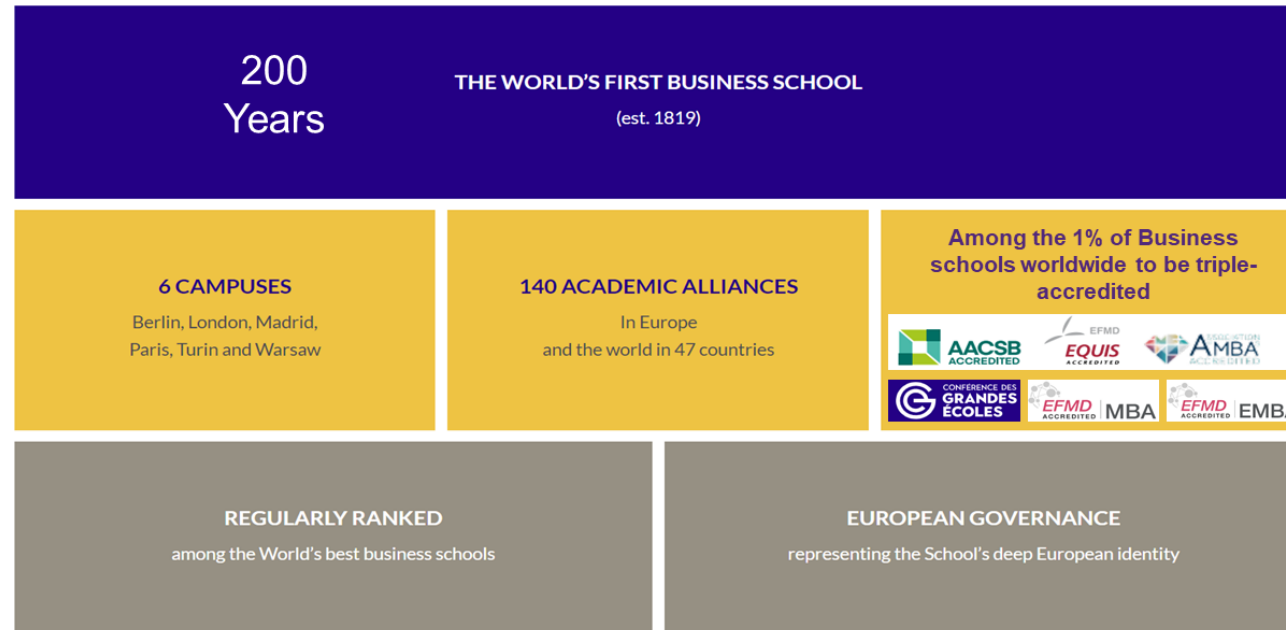 200
Years
THE WORLD'S FIRST BUSINESS SCHOOL
(est. 1819)
6 CAMPUSES
Berlin, London, Madrid,
Paris, Turin and Warsaw
140 ACADEMIC ALLIANCES
In Europe
and the world in 47 countries
Among the 1% of Business
schools worldwide to be triple-
accredited
AACSB
ACCREDITED
EFMD
EQUIS
ACCREDITED
ASSOCIATION
AMBA
ACCREDITED
CONFÉRENCE DES
GRANDES
ÉCOLES
EFMD MBA
ACCREDITED
EFMD EMBA
ACCREDITED
REGULARLY RANKED
among the World's best business schools
EUROPEAN GOVERNANCE
representing the School's deep European identity